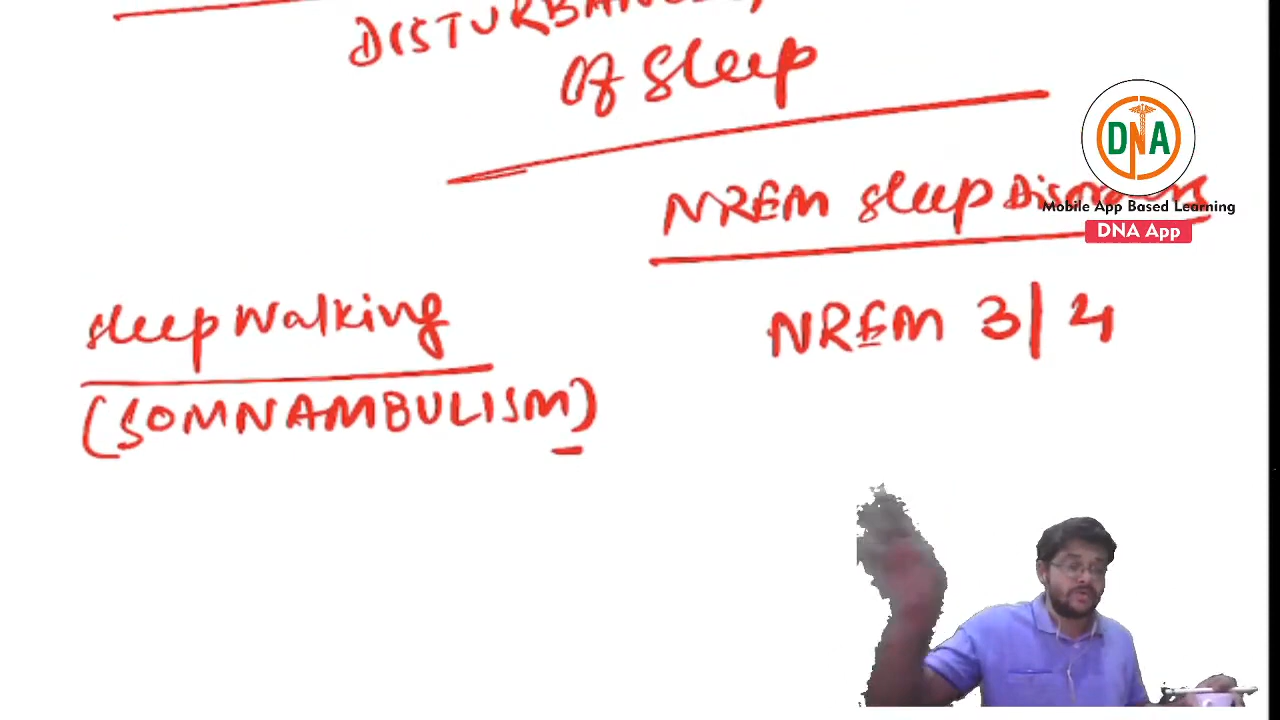 of Sleep
DNA
Mobile App Based Learning
DNA App
NREM Sleep
Sleep Walking
NREM 3/4
(SOMNAMBULISM)